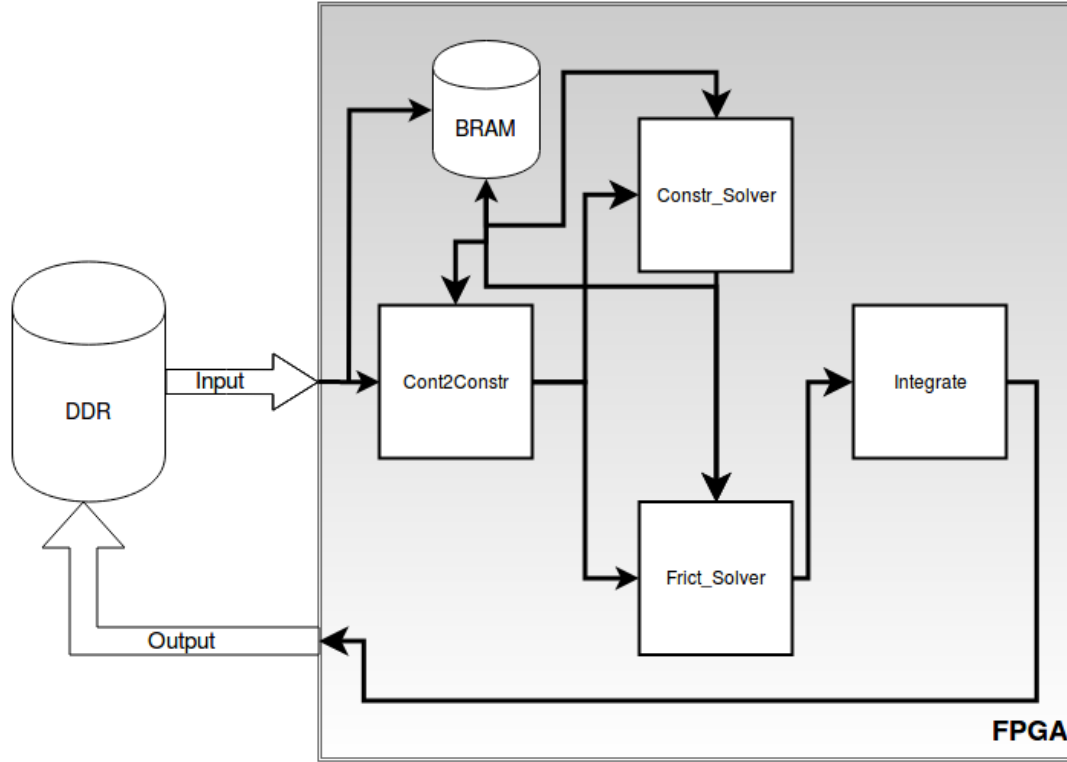 BRAM
Constr_Solver
DDR
Input
Cont2Constr
Integrate
Frict_Solver
Output
FPGA